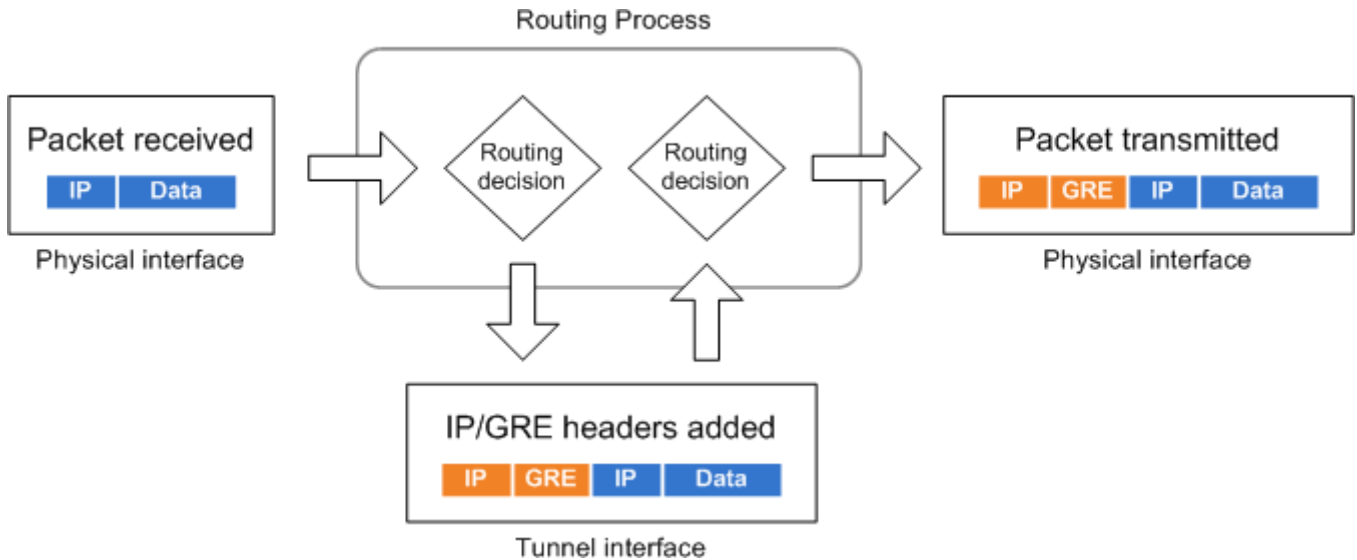 Routing Process
Packet received
IP Data
Physical interface
Routing
decision
Routing
decision
Packet transmitted
IP GRE IP Data
Physical interface
IP/GRE headers added
IP GRE IP Data
Tunnel interface